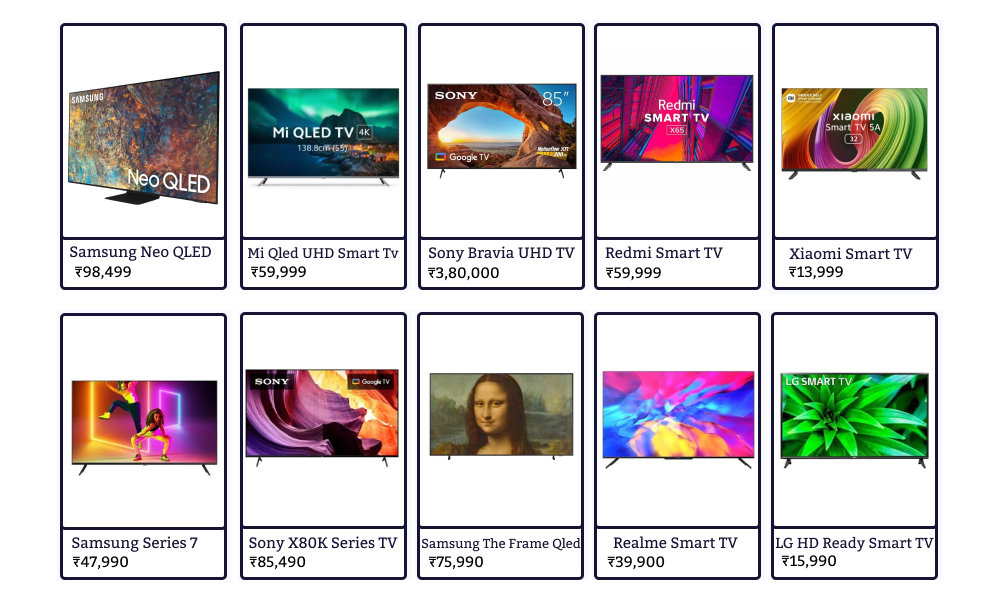 SAMSUNG
Neo QLED
Samsung Neo QLED
₹98,499
Mi QLED TV 4K
138.8cm (55)
Mi Qled UHD Smart Tv
₹59,999
SONY 85”
Google TV
Sony Bravia UHD TV
₹3,80,000
Redmi
SMART TV
X65
Redmi Smart TV
₹59,999
xiaomi
Smart TV 5A
32
Xiaomi Smart TV
₹13,999
Samsung Series 7
₹47,990
SONY Google TV
Sony X80K Series TV
₹85,490
Samsung The Frame Qled
₹75,990
Realme Smart TV
₹39,900
LG SMART TV
LG HD Ready Smart TV
₹15,990